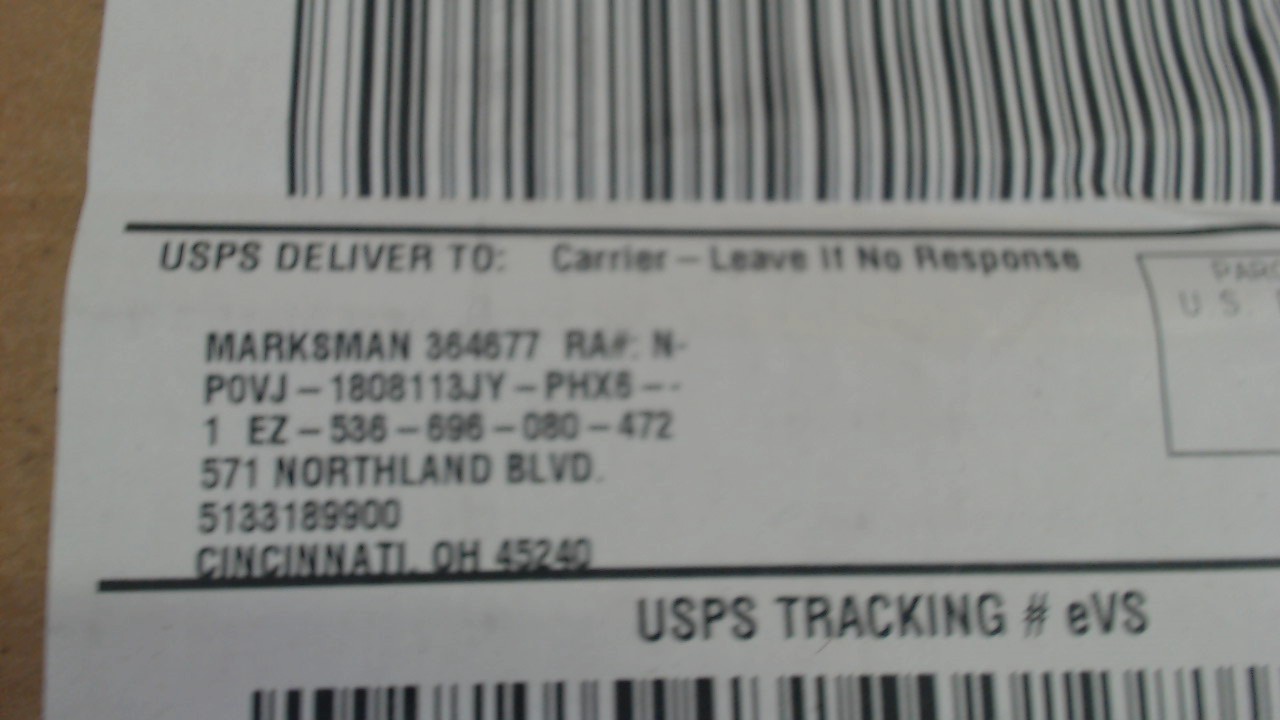 USPS DELIVER TO: Carrier – Leave If No Response
U S
MARKSMAN 364677 RA#: N-
P0VJ – 1808113JY – PHX6 – -
1 EZ – 536 – 696 – 080 – 472
571 NORTHLAND BLVD.
5133189900
CINCINNATI, OH 45240
USPS TRACKING # eVS